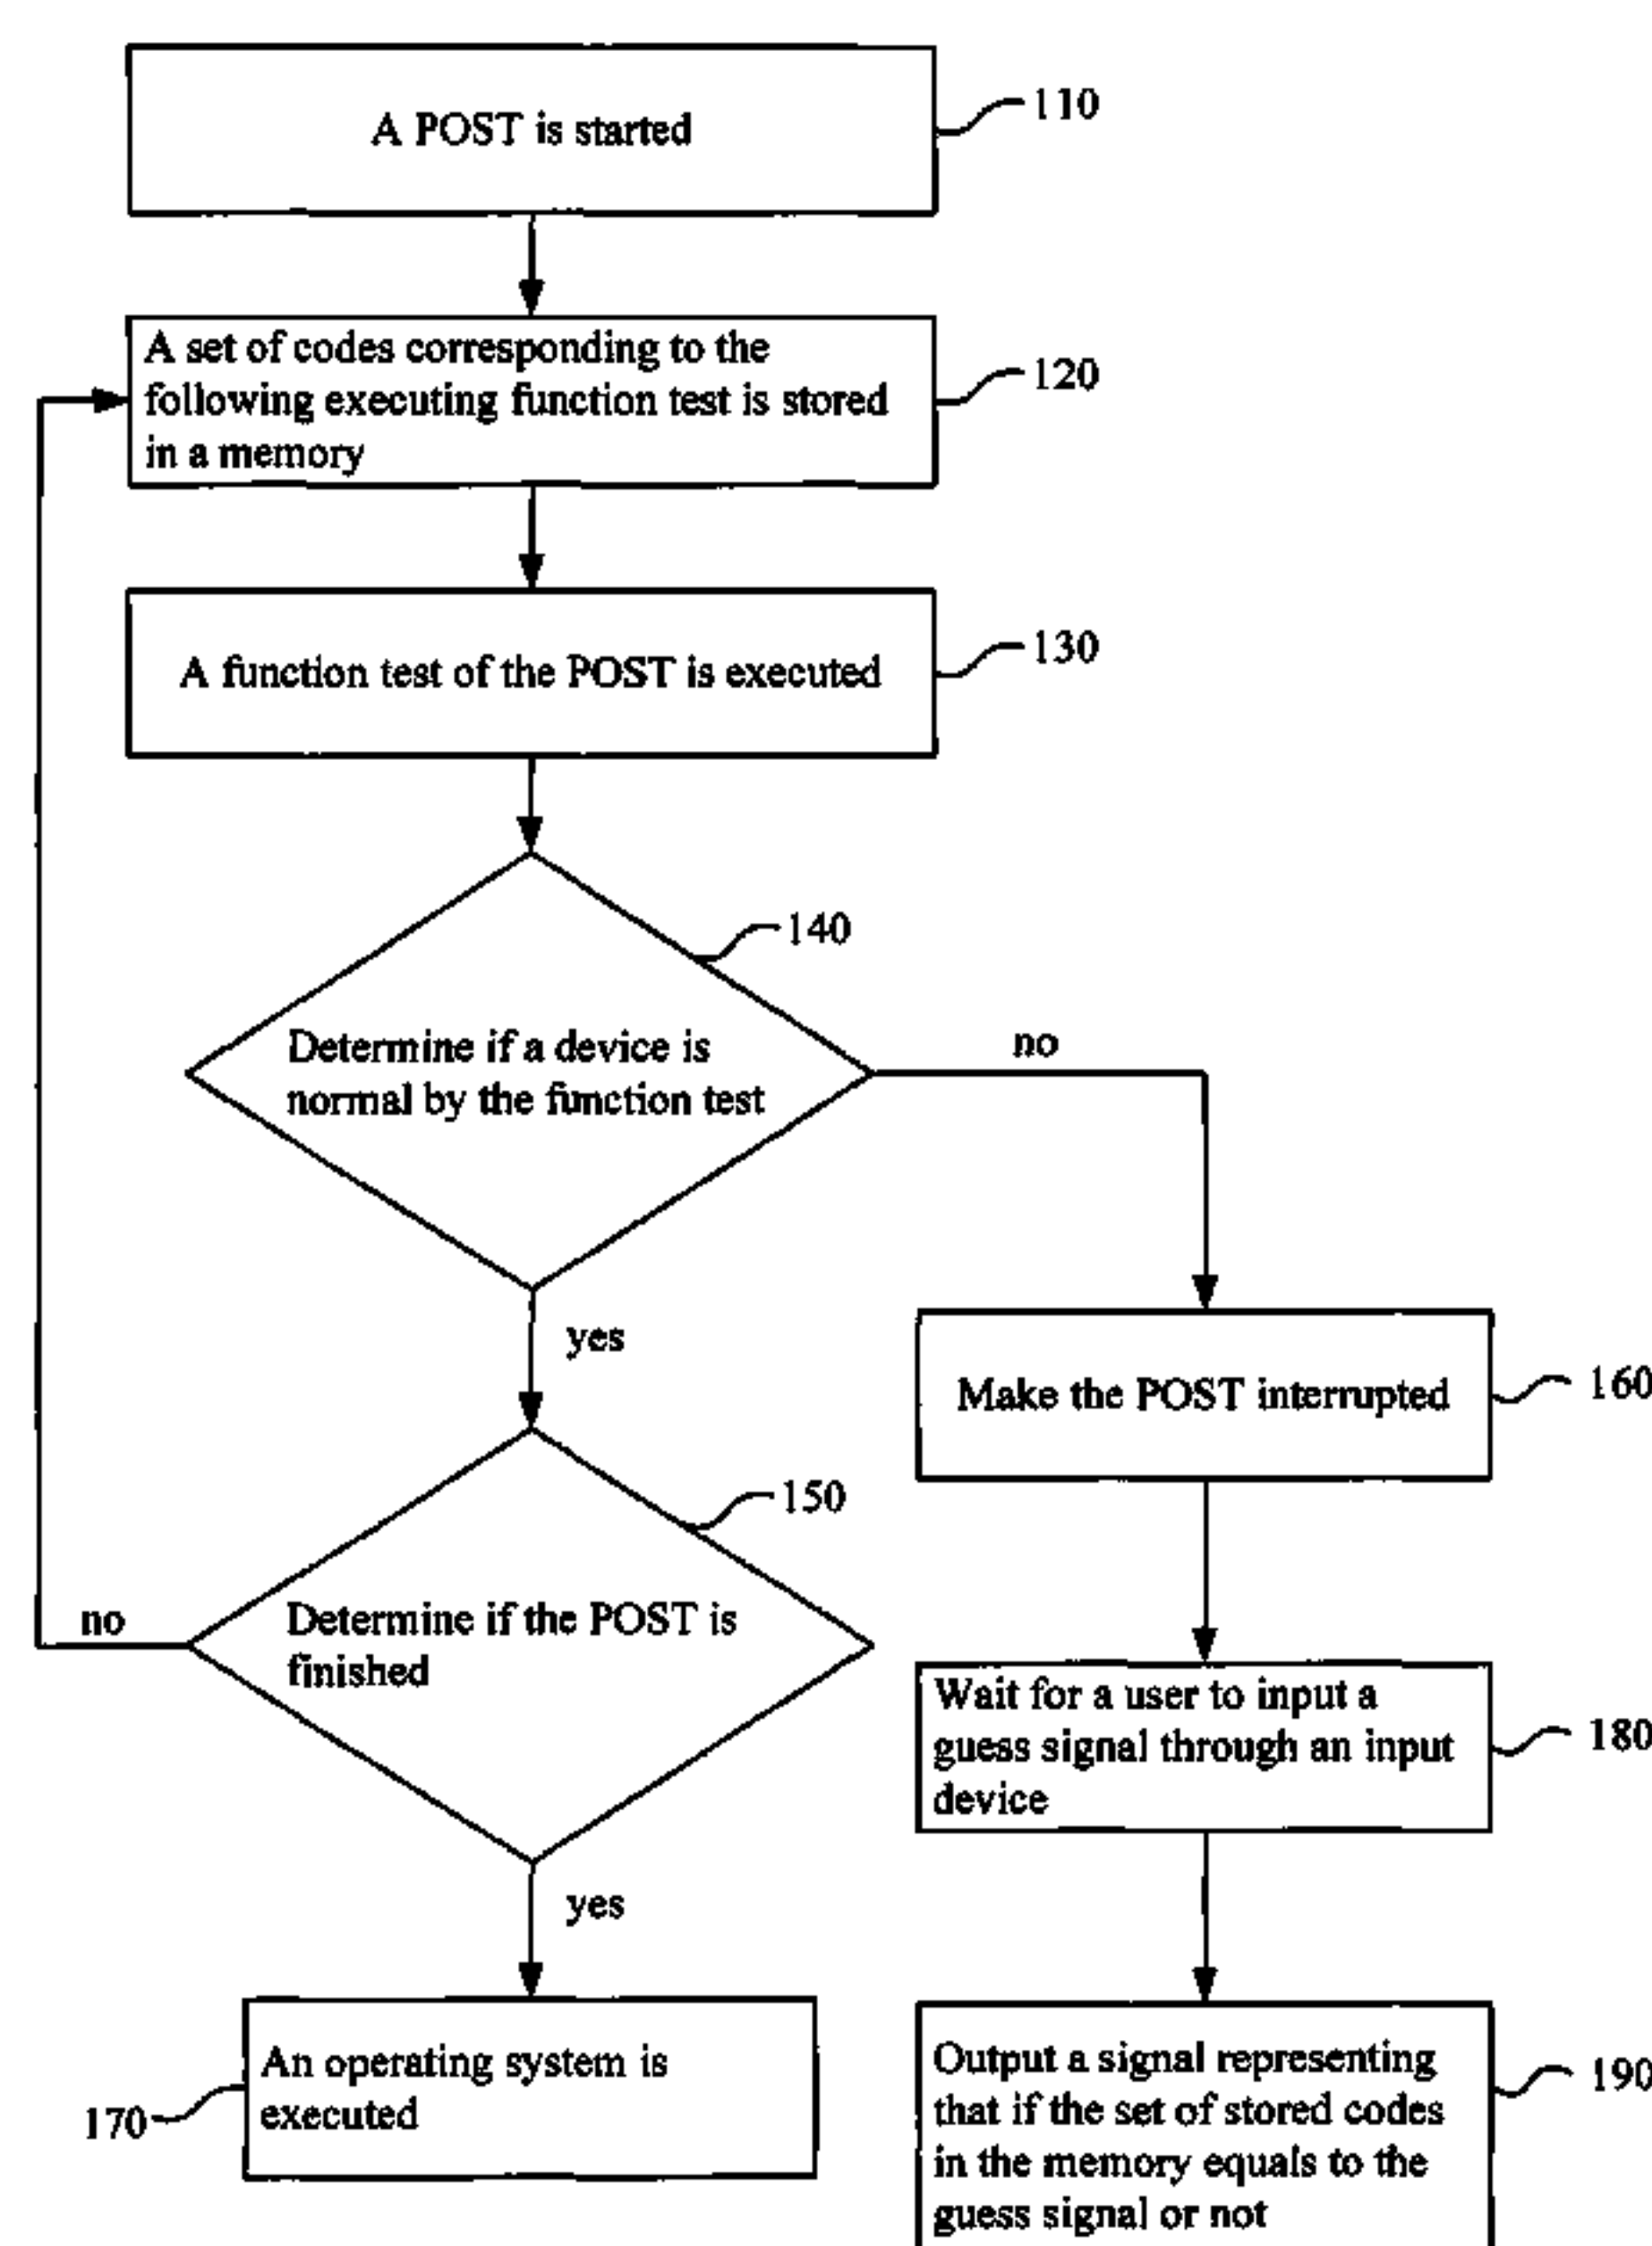 A POST is started
110
A set of codes corresponding to the
following executing function test is stored
in a memory
120
A function test of the POST is executed
130
140
Determine if a device is
normal by the function test
no
yes
Make the POST interrupted
160
150
Determine if the POST is
finished
no
yes
Wait for a user to input a
guess signal through an input
device
180
An operating system is
executed
170
Output a signal representing
that if the set of stored codes
in the memory equals to the
guess signal or not
190